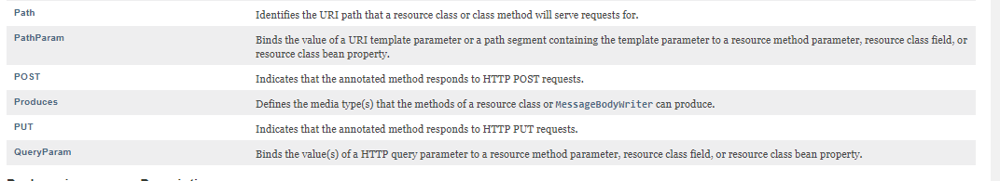 Path Identifies the URI path that a resource class or class method will serve requests for.
PathParam Binds the value of a URI template parameter or a path segment containing the template parameter to a resource method parameter, resource class field, or
resource class bean property.
POST Indicates that the annotated method responds to HTTP POST requests.
Produces Defines the media type(s) that the methods of a resource class or MessageBodyWriter can produce.
PUT Indicates that the annotated method responds to HTTP PUT requests.
QueryParam Binds the value(s) of a HTTP query parameter to a resource method parameter, resource class field, or resource class bean property.